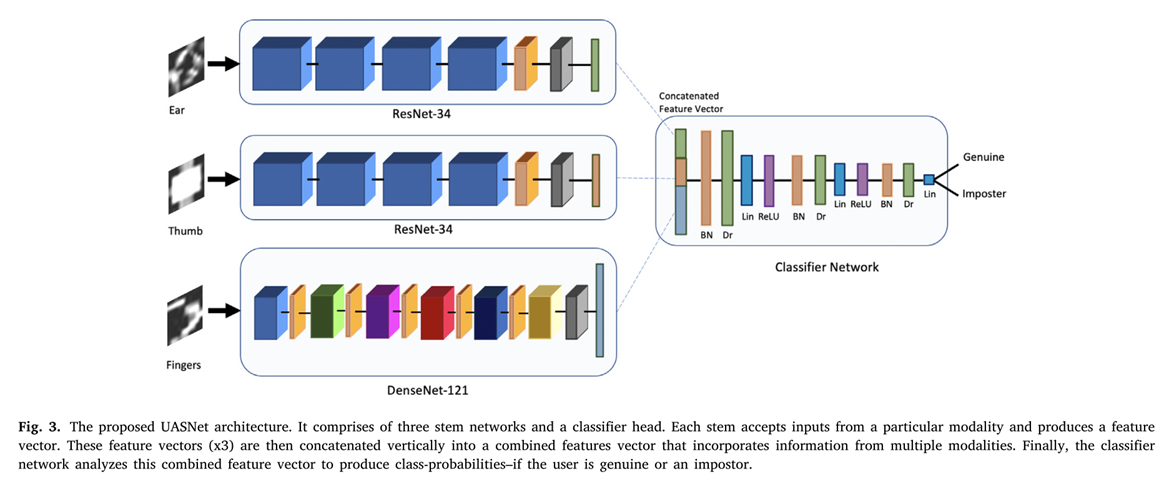 Ear
ResNet-34
Thumb
ResNet-34
Fingers
DenseNet-121
Concatenated
Feature Vector
BN
Dr
Lin
ReLU
BN
Dr
Lin
ReLU
BN
Dr
Lin
Genuine
Imposter
Classifier Network
Fig. 3. The proposed UASNet architecture. It comprises of three stem networks and a classifier head. Each stem accepts inputs from a particular modality and produces a feature
vector. These feature vectors (x3) are then concatenated vertically into a combined features vector that incorporates information from multiple modalities. Finally, the classifier
network analyzes this combined feature vector to produce class-probabilities–if the user is genuine or an impostor.